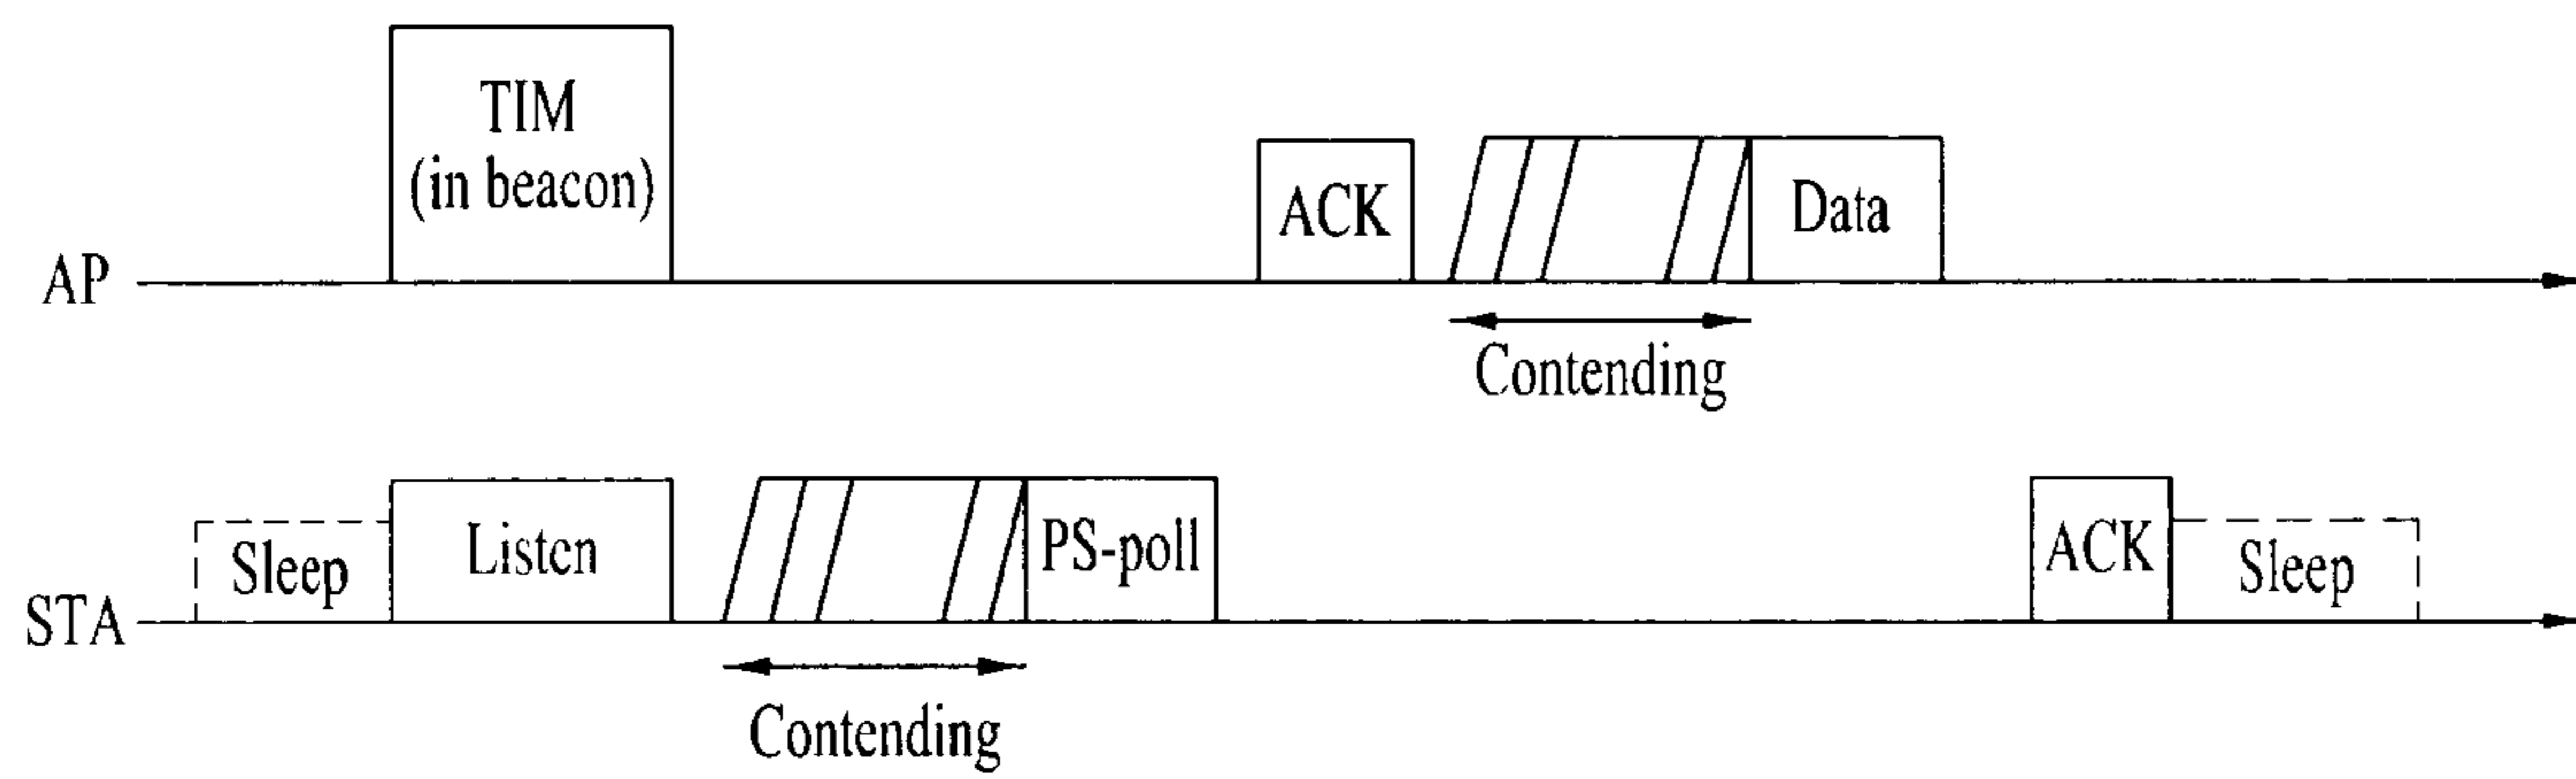 TIM
(in beacon)
ACK
Data
AP
Contending
Sleep
Listen
PS-poll
ACK
Sleep
STA
Contending